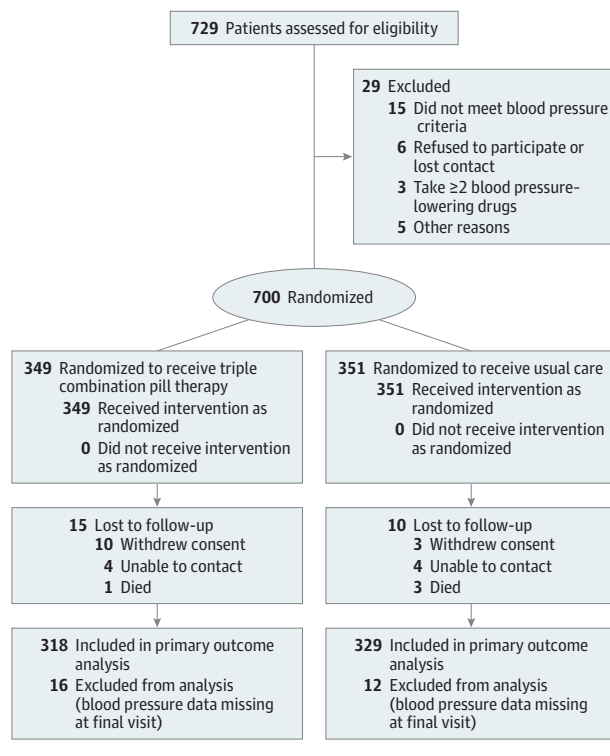 729 Patients assessed for eligibility
29 Excluded
15 Did not meet blood pressure
criteria
6 Refused to participate or
lost contact
3 Take ≥2 blood pressure-
lowering drugs
5 Other reasons
700 Randomized
349 Randomized to receive triple
combination pill therapy
349 Received intervention as
randomized
0 Did not receive intervention
as randomized
351 Randomized to receive usual care
351 Received intervention as
randomized
0 Did not receive intervention
as randomized
15 Lost to follow-up
10 Withdrew consent
4 Unable to contact
1 Died
10 Lost to follow-up
3 Withdrew consent
4 Unable to contact
3 Died
318 Included in primary outcome
analysis
16 Excluded from analysis
(blood pressure data missing
at final visit)
329 Included in primary outcome
analysis
12 Excluded from analysis
(blood pressure data missing
at final visit)